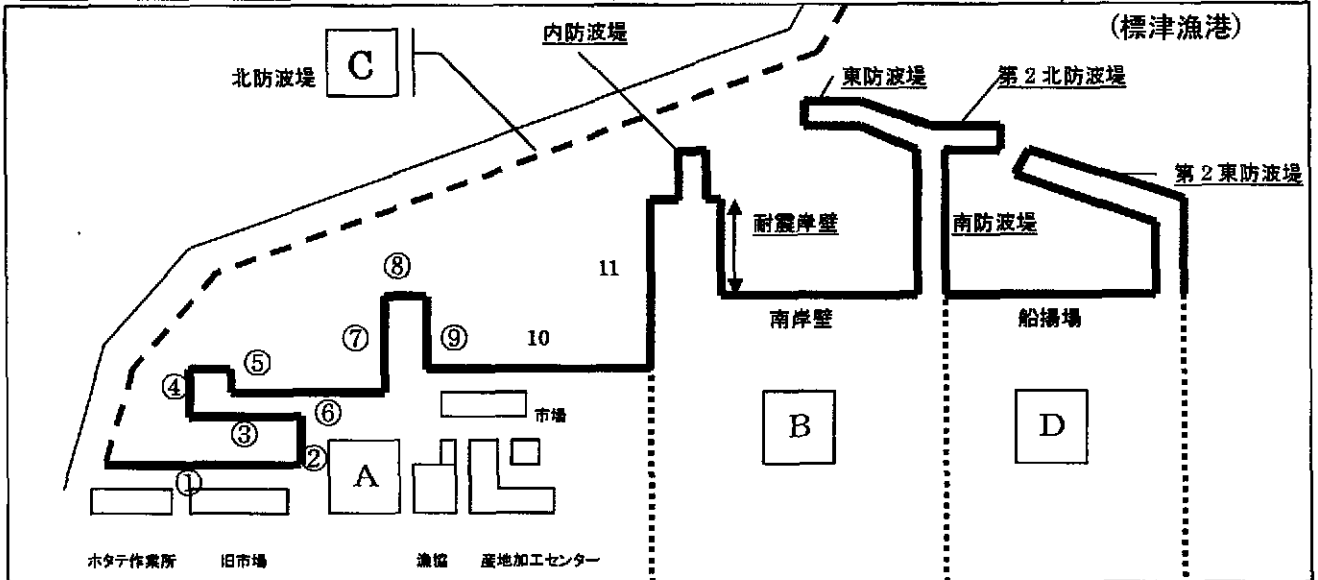 (標津漁港)
内防波堤
北防波堤
C
東防波堤
第2北防波堤
第2東防波堤
耐震岸壁
南防波堤
⑧
11
⑦
⑨
10
南岸壁
船揚場
⑤
④
⑥
市場
③
②
A
B
D
①
ホタテ作業所
旧市場
漁協
産地加工センター